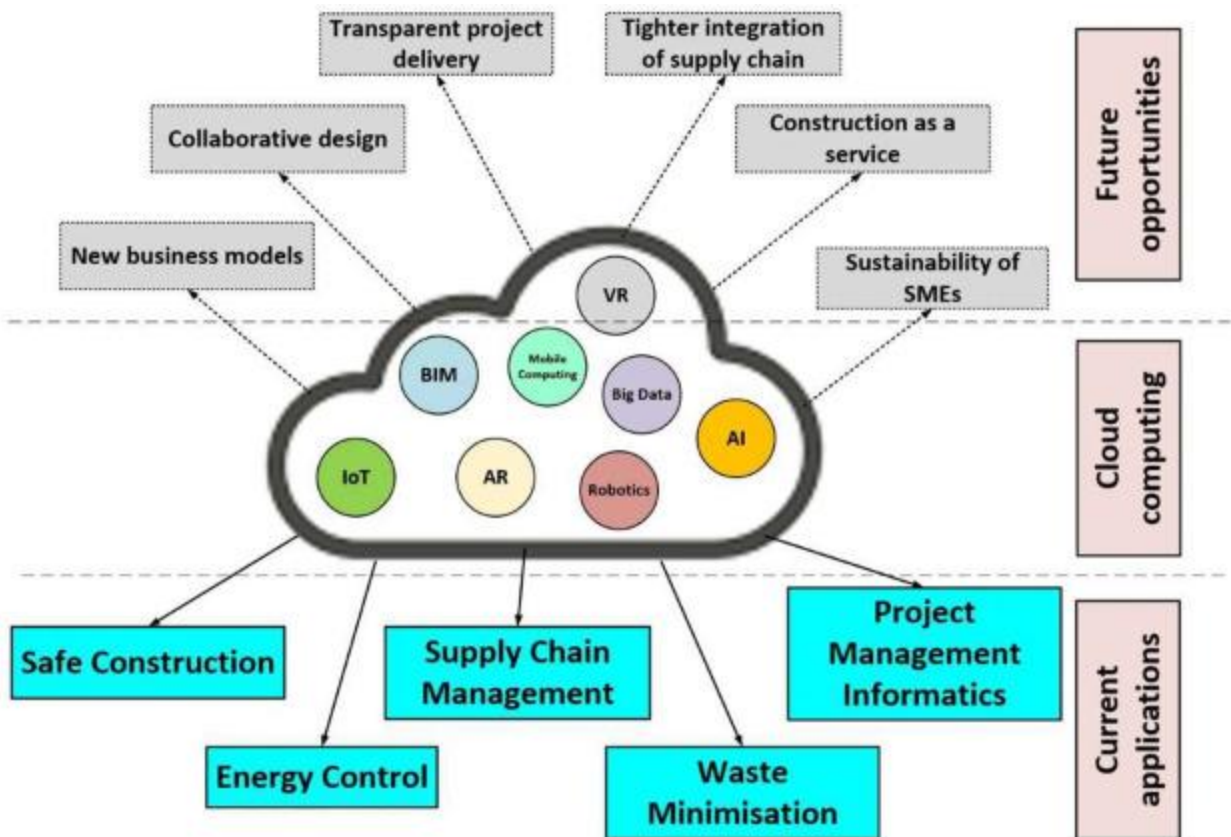 Transparent project
delivery
Tighter integration
of supply chain
Collaborative design
Construction as a
service
New business models
Sustainability of
SMEs
Future
opportunities
VR
BIM
Mobile
Computing
Big Data
AI
IoT
AR
Robotics
Cloud
computing
Safe Construction
Supply Chain
Management
Project
Management
Informatics
Energy Control
Waste
Minimisation
Current
applications